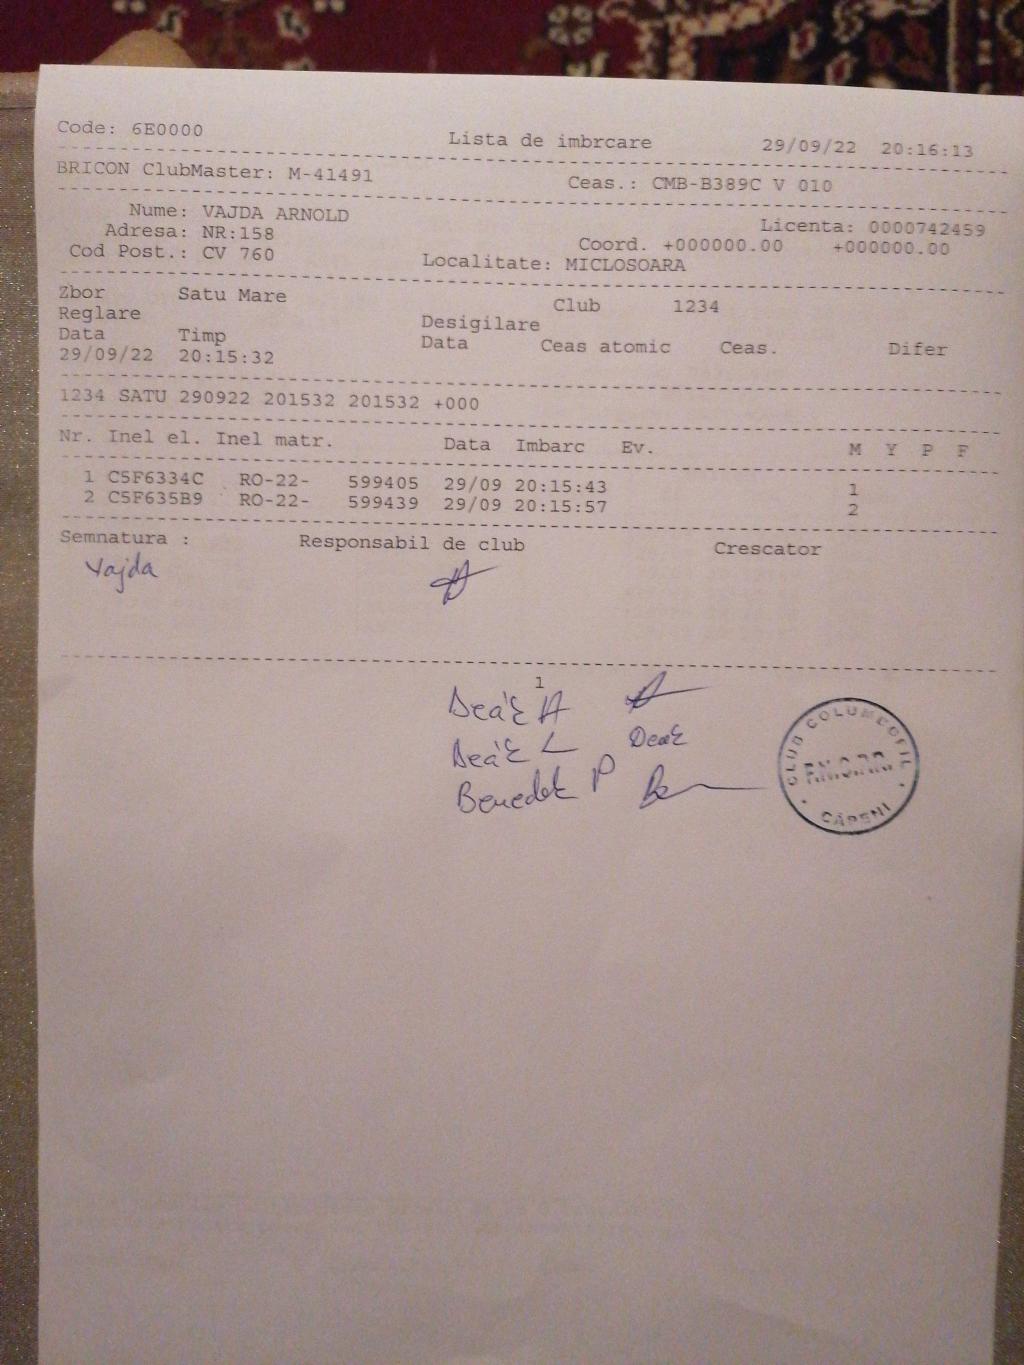 Code: 6E0000 Lista de imbrcare 29/09/22 20:16:13
BRICON ClubMaster: M-41491 Ceas.: CMB-B389C V 010
Nume: VAJDA ARNOLD Licenta: 0000742459
Adresa: NR:158 Coord. +000000.00 +000000.00
Cod Post.: CV 760 Localitate: MICLOSOARA
Zbor Satu Mare Club 1234
Reglare Desigilare
Data Timp Data Ceas atomic Ceas. Difer
29/09/22 20:15:32
1234 SATU 290922 201532 201532 +000
Nr. Inel el. Inel matr. Data Imbarc Ev. M Y P F
1 C5F6334C RO-22- 599405 29/09 20:15:43 1
2 C5F635B9 RO-22- 599439 29/09 20:15:57 2
Semnatura : Responsabil de club Crescator
Vajda
1
Deák A
Deák L Deák
Benedek P
CLUB COLUMBOFIL
F.N.C.P.R.
CĂPENI